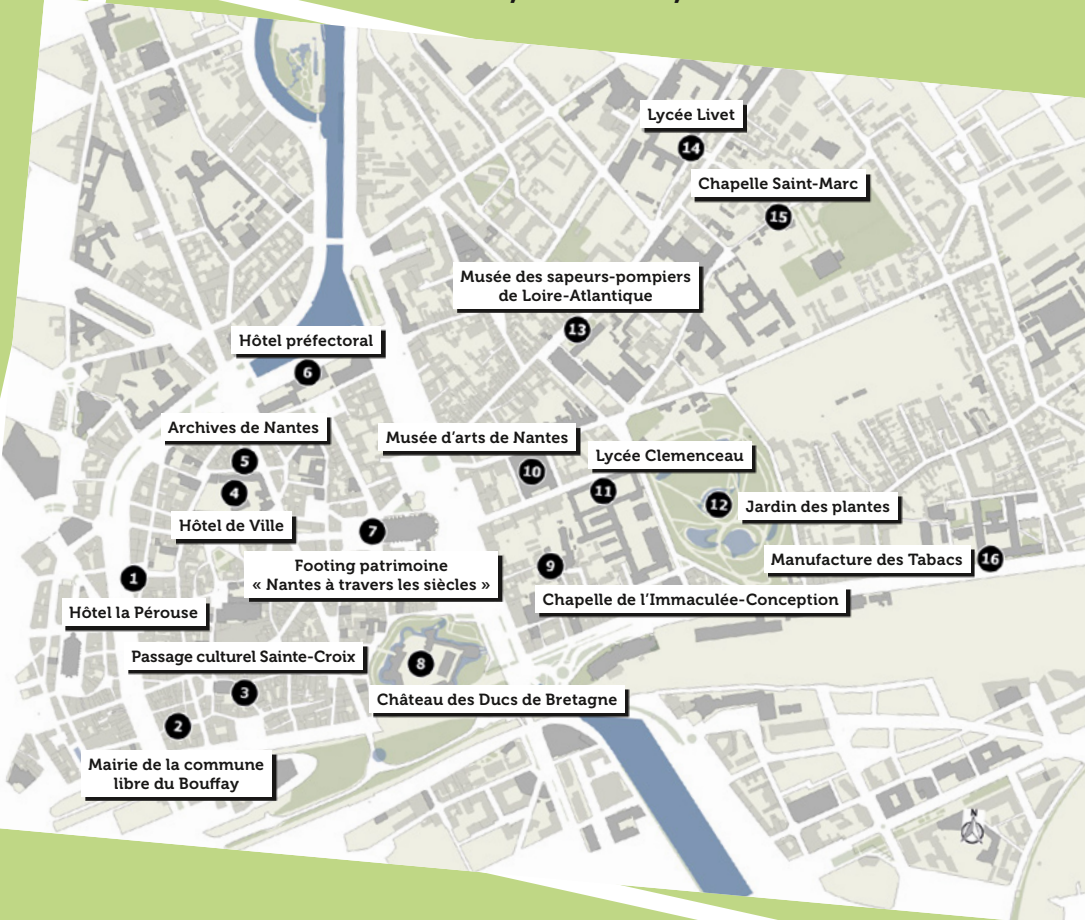 Lycée Livet
14
Chapelle Saint-Marc
15
Musée des sapeurs-pompiers
de Loire-Atlantique
13
Hôtel préfectoral
6
Archives de Nantes
5
4
Hôtel de Ville
Musée d’arts de Nantes
10
Lycée Clemenceau
11
12
Jardin des plantes
7
Footing patrimoine
« Nantes à travers les siècles »
9
Chapelle de l’Immaculée-Conception
Manufacture des Tabacs
16
1
Hôtel la Pérouse
Passage culturel Sainte-Croix
3
8
Château des Ducs de Bretagne
2
Mairie de la commune
libre du Bouffay
N